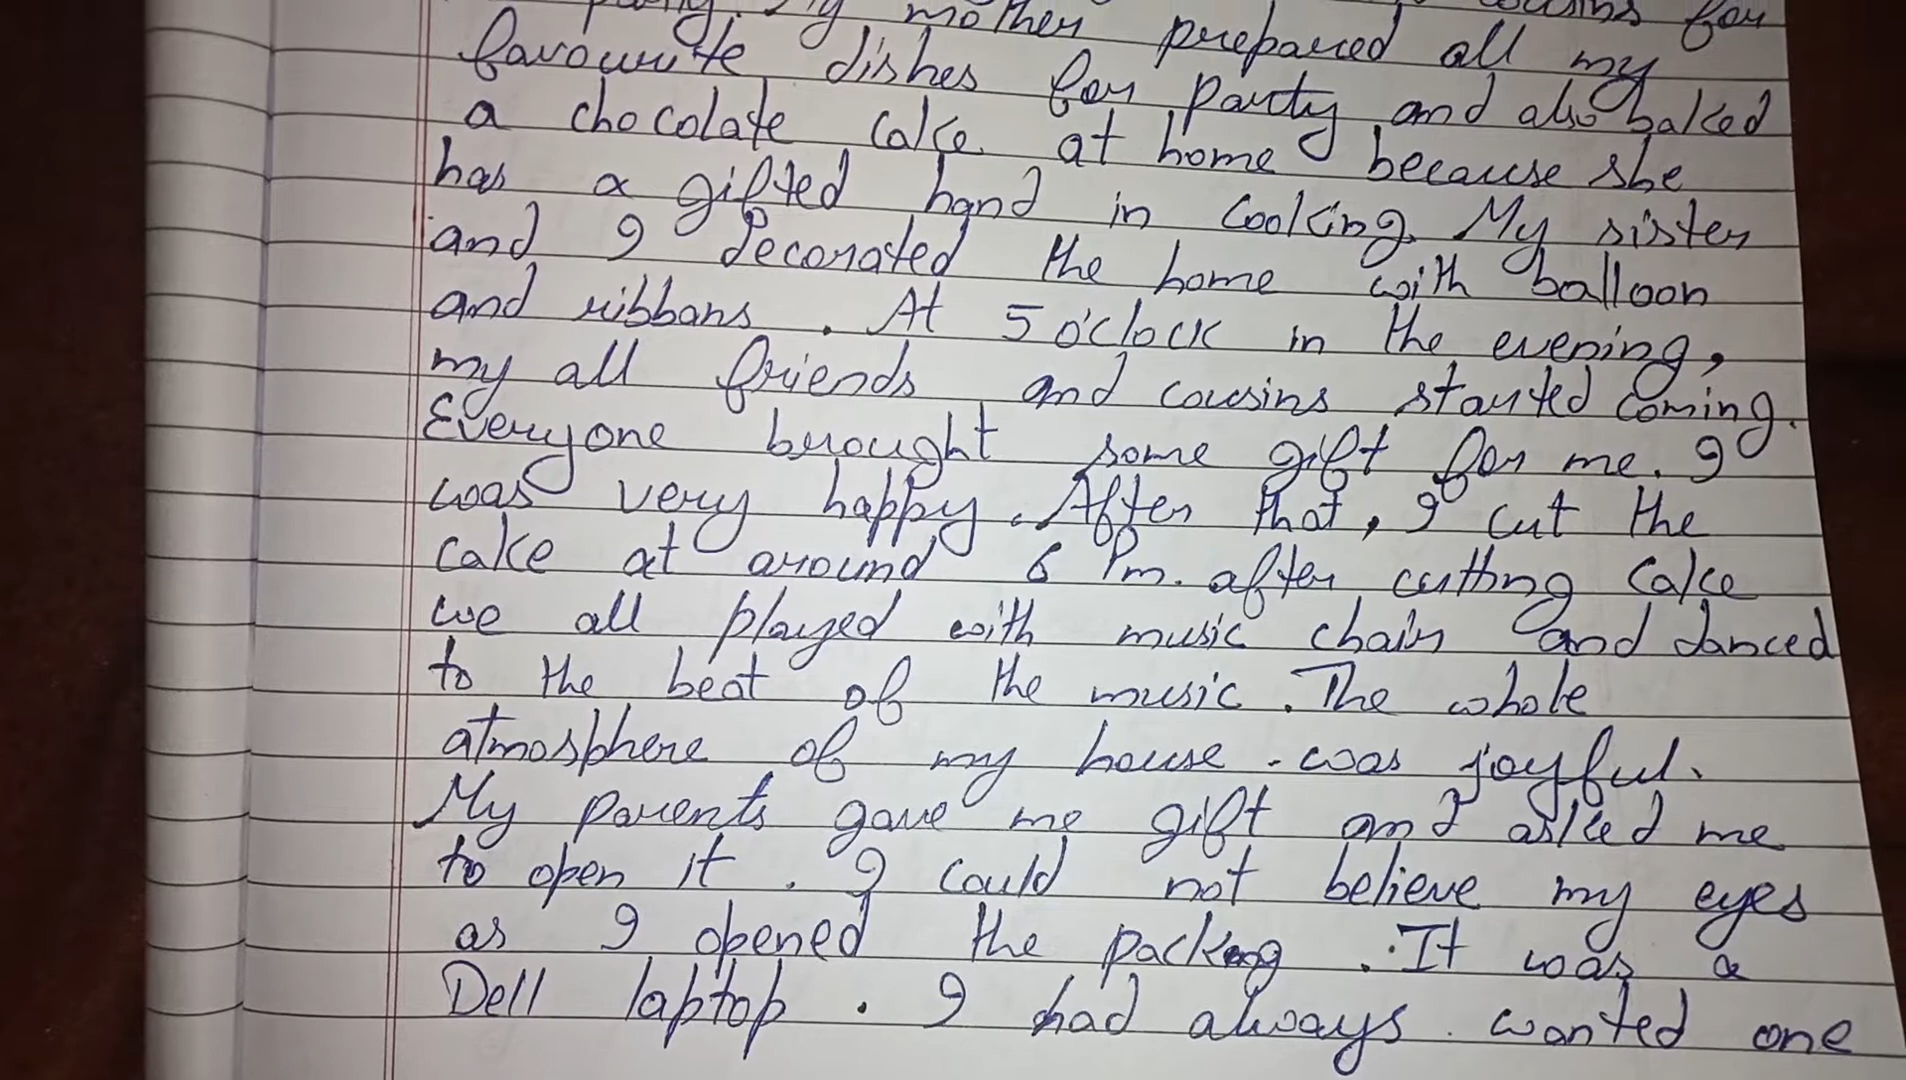 party. My mother prepared all my
favourite dishes for party and also baked
a chocolate cake at home because she
has a gifted hand in cooking. My sister
and I decorated the home with balloon
and ribbans. At 5 o'clock in the evening,
my all friends and cousins started coming.
Everyone brought some gift for me. I
was very happy. After that, I cut the
cake at around 6 Pm. after cutting cake
we all played with music chair and danced
to the beat of the music. The whole
atmosphere of my house was joyful.
My parents gave me gift and asked me
to open it. I could not believe my eyes
as I opened the packing. It was a
Dell laptop. I had always wanted one